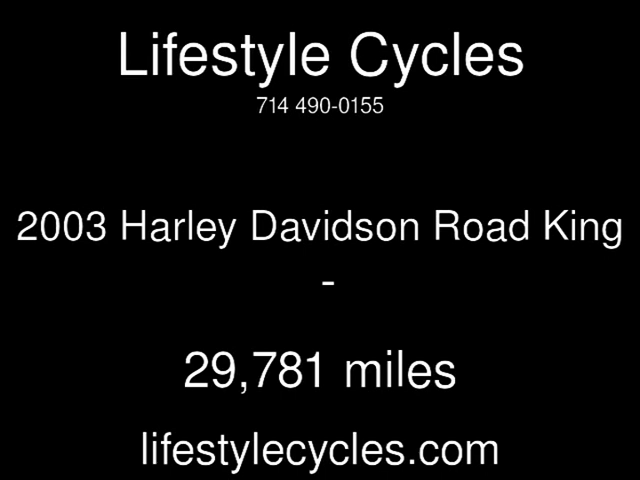 Lifestyle Cycles
714 490-0155
2003 Harley Davidson Road King
-
29,781 miles
lifestylecycles.com